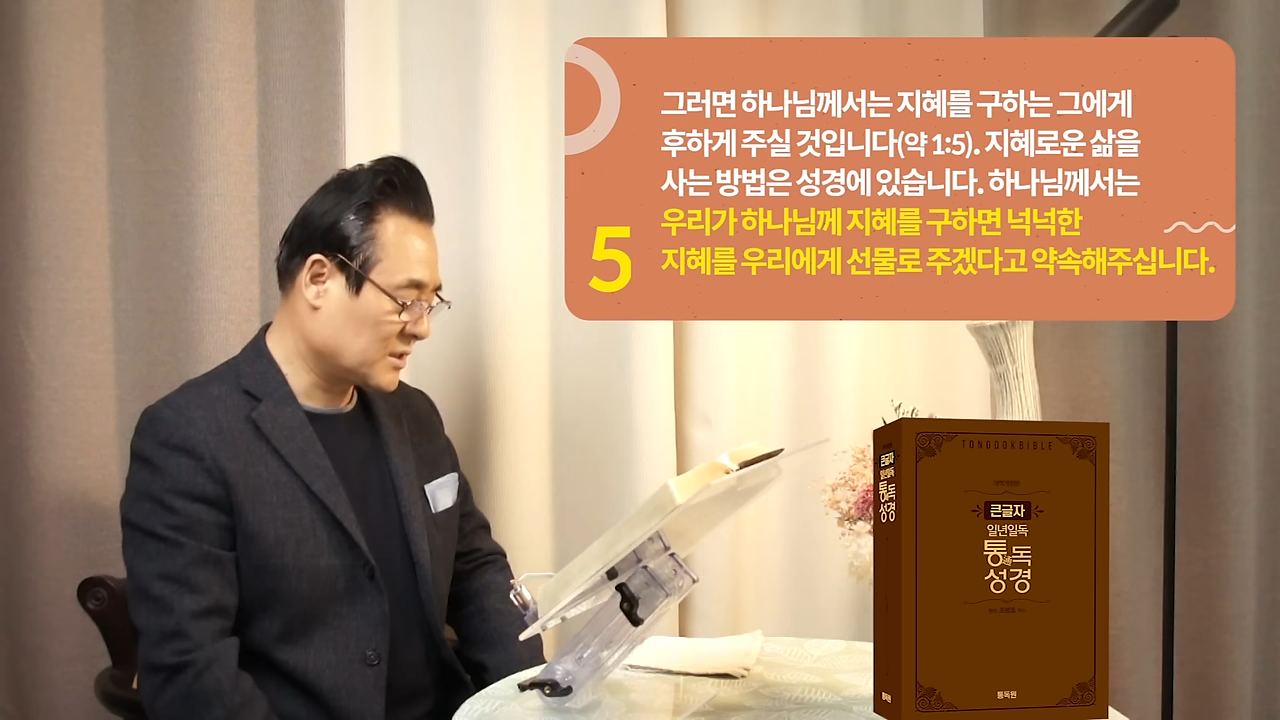 그러면 하나님께서는 지혜를 구하는 그에게
후하게 주실 것입니다(약 1:5). 지혜로운 삶을
사는 방법은 성경에 있습니다. 하나님께서는
우리가 하나님께 지혜를 구하면 넉넉한
5 지혜를 우리에게 선물로 주겠다고 약속해주십니다.
TONGDOKBIBLE
큰글자
일년일독
통독
성경
통독원
큰글자
일년일독
통독
성경
통독원